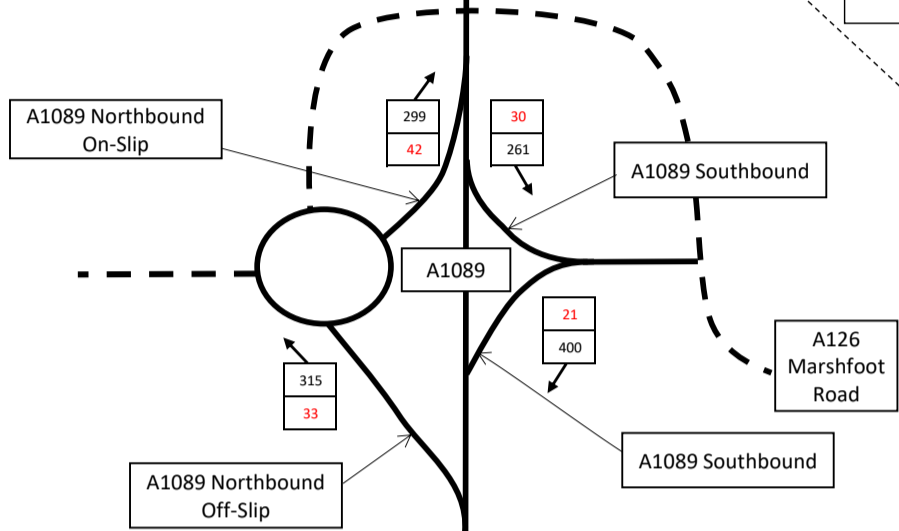 A1089 Northbound
On-Slip
299
42
30
261
A1089 Southbound
A1089
21
400
A126
Marshfoot
Road
315
33
A1089 Southbound
A1089 Northbound
Off-Slip